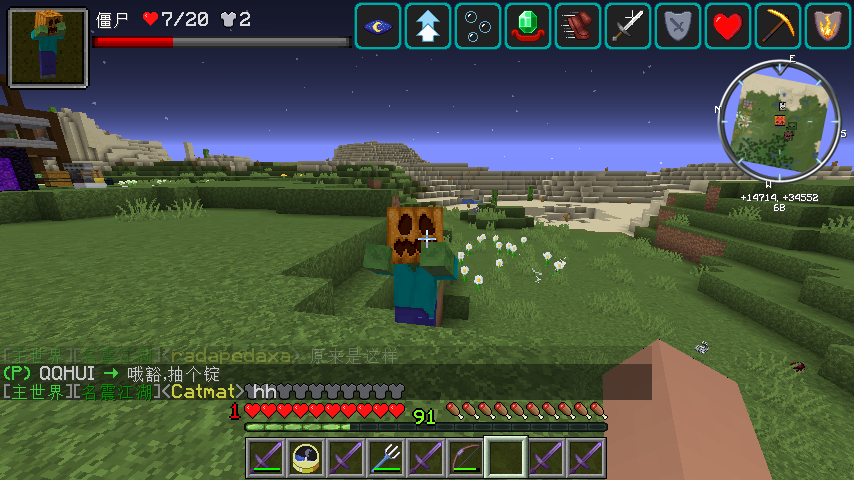 僵尸 7/20 2
E
N
S
W
+14714, +34552
68
[主世界][名震江湖]<radapedaxa> 原来是这样
(P) QQHUI → 哦豁,抽个锭
[主世界][名震江湖]<Catmat> hh
1
91